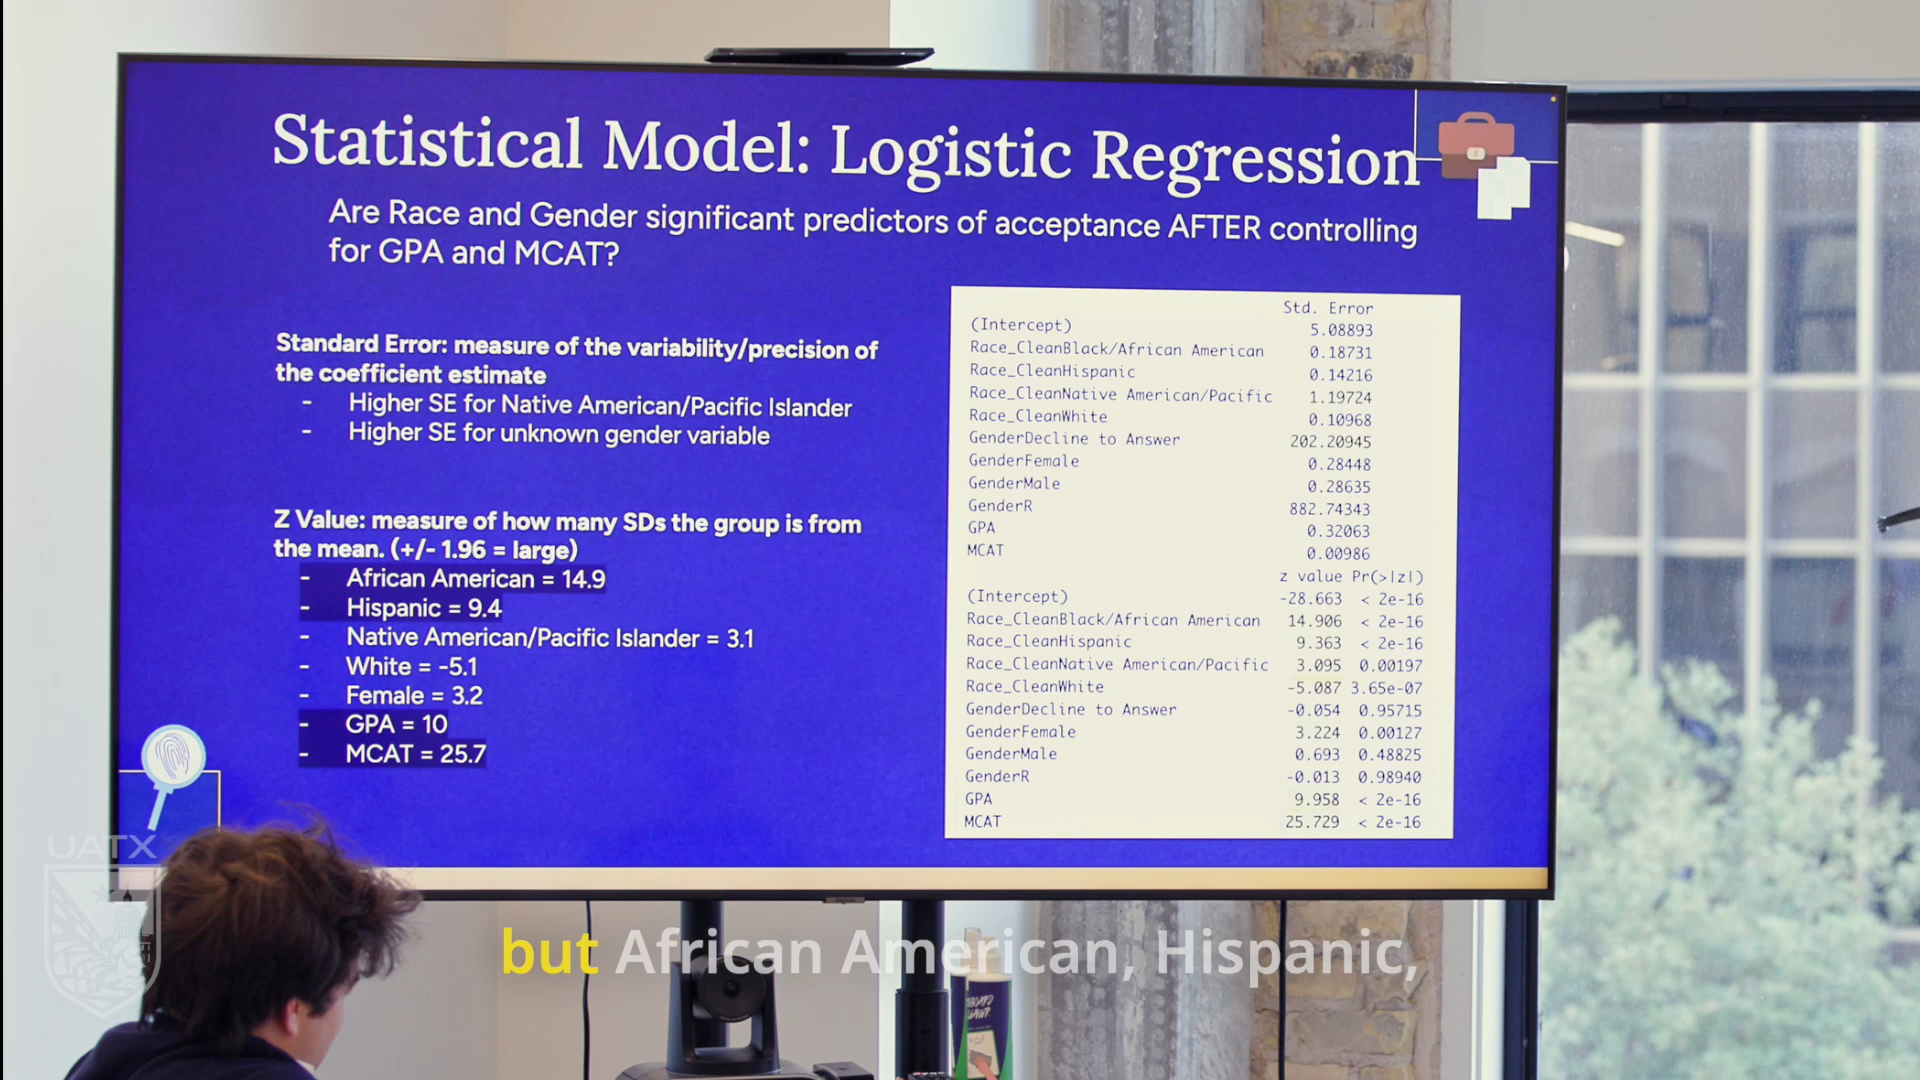 Statistical Model: Logistic Regression
Are Race and Gender significant predictors of acceptance AFTER controlling
for GPA and MCAT?
Standard Error: measure of the variability/precision of
the coefficient estimate
- Higher SE for Native American/Pacific Islander
- Higher SE for unknown gender variable
Z Value: measure of how many SDs the group is from
the mean. (+/- 1.96 = large)
- African American = 14.9
- Hispanic = 9.4
- Native American/Pacific Islander = 3.1
- White = -5.1
- Female = 3.2
- GPA = 10
- MCAT = 25.7
Std. Error
(Intercept) 5.08893
Race_CleanBlack/African American 0.18731
Race_CleanHispanic 0.14216
Race_CleanNative American/Pacific 1.19724
Race_CleanWhite 0.10968
GenderDecline to Answer 202.20945
GenderFemale 0.28448
GenderMale 0.28635
GenderR 882.74343
GPA 0.32063
MCAT 0.00986
z value Pr(>|z|)
(Intercept) -28.663 < 2e-16
Race_CleanBlack/African American 14.906 < 2e-16
Race_CleanHispanic 9.363 < 2e-16
Race_CleanNative American/Pacific 3.095 0.00197
Race_CleanWhite -5.087 3.65e-07
GenderDecline to Answer -0.054 0.95715
GenderFemale 3.224 0.00127
GenderMale 0.693 0.48825
GenderR -0.013 0.98940
GPA 9.958 < 2e-16
MCAT 25.729 < 2e-16
UATX
but African American, Hispanic,